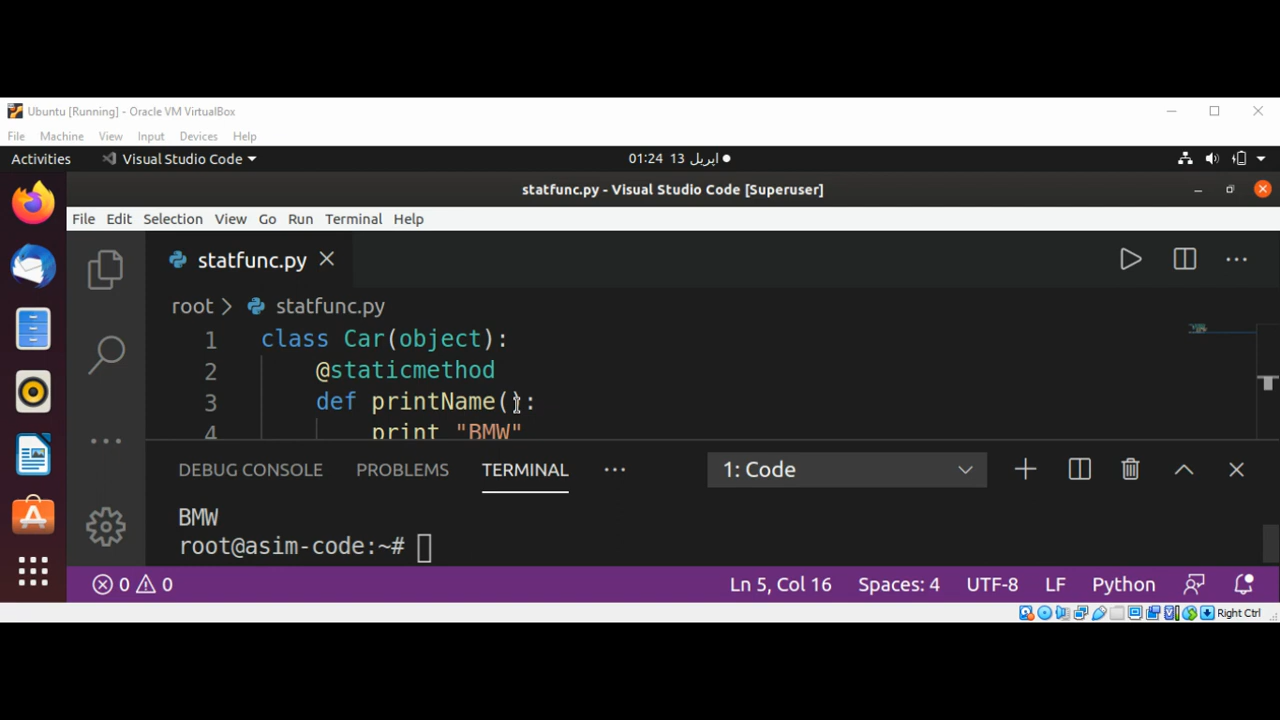 Ubuntu [Running] - Oracle VM VirtualBox
File Machine View Input Devices Help
Activities Visual Studio Code 01:24 13 اپریل
statfunc.py - Visual Studio Code [Superuser]
File Edit Selection View Go Run Terminal Help
statfunc.py
root > statfunc.py
1 class Car(object):
2 @staticmethod
3 def printName():
4 print "BMW"
DEBUG CONSOLE PROBLEMS TERMINAL ··· 1: Code
BMW
root@asim-code:~#
0 0 Ln 5, Col 16 Spaces: 4 UTF-8 LF Python
Right Ctrl